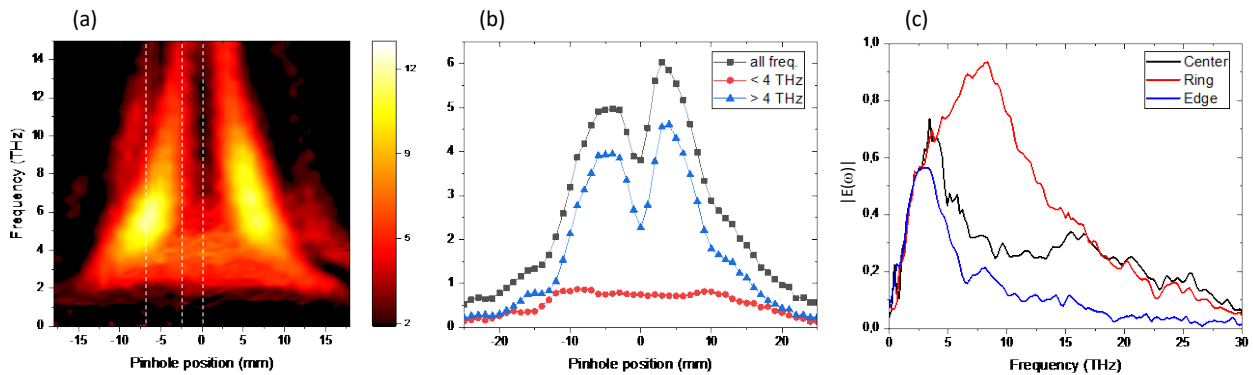 (a)
14
12
10
8
6
4
2
0
Frequency (THz)
-15 -10 -5 0 5 10 15
Pinhole position (mm)
12
9
5
2
(b)
6
5
4
3
2
1
0
all freq.
< 4 THz
> 4 THz
-20 -10 0 10 20
Pinhole position (mm)
(c)
1,0
0,8
0,6
0,4
0,2
0,0
|E(ω)|
Center
Ring
Edge
0 5 10 15 20 25 30
Frequency (THz)